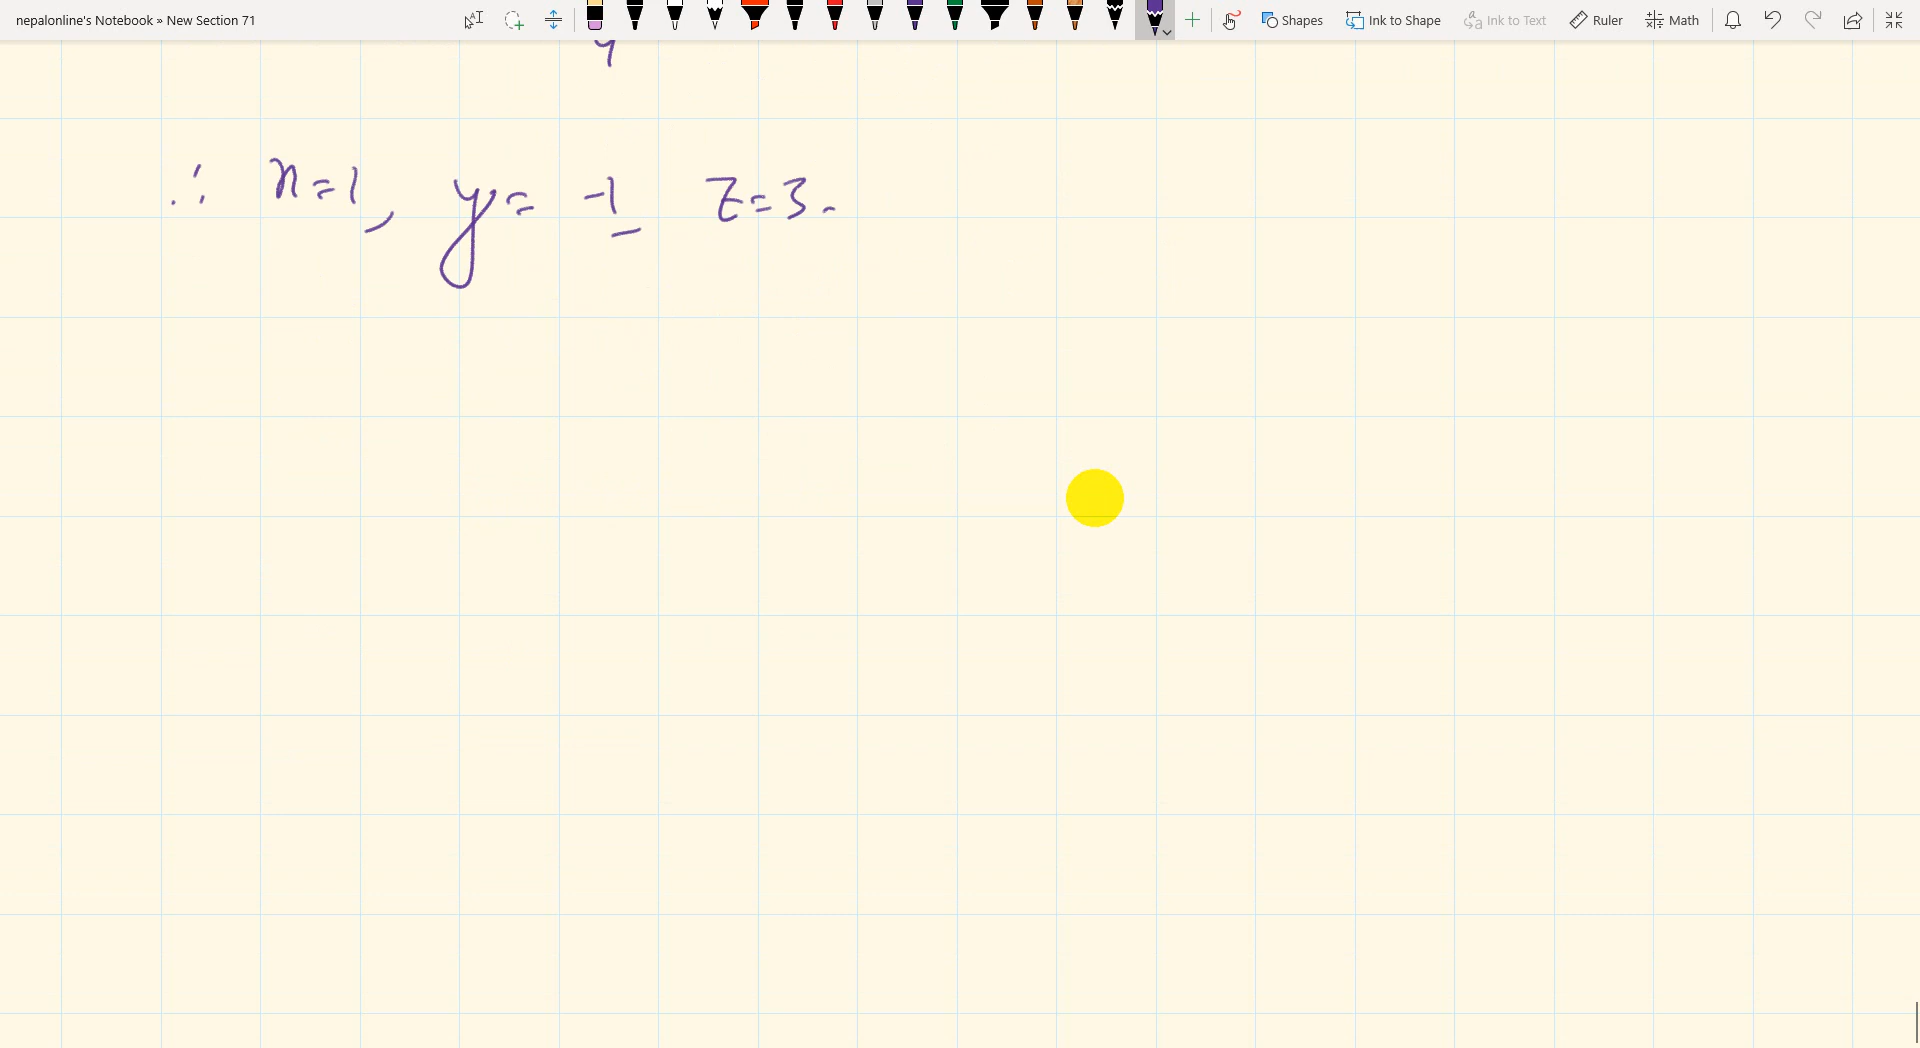 nepalonline's Notebook » New Section 71 Shapes Ink to Shape Ink to Text Ruler Math
∴ x=1, y= -1 z=3.